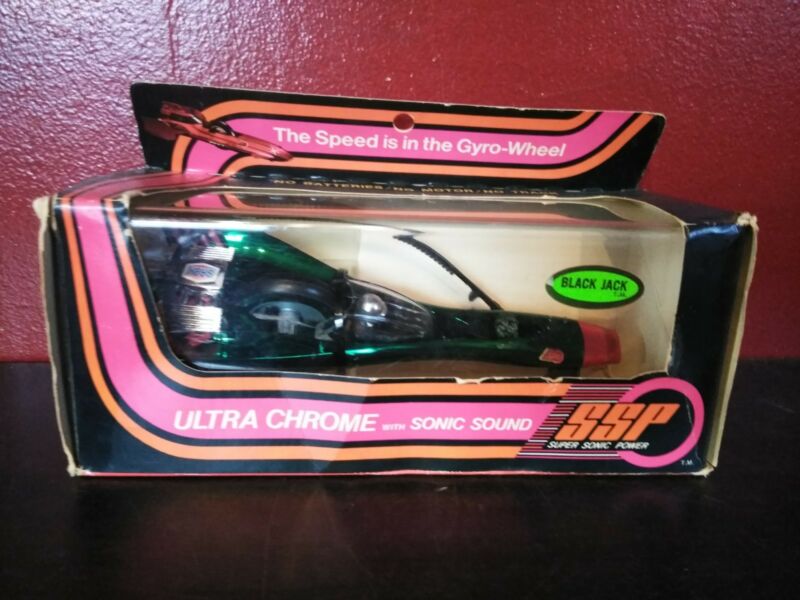 The Speed is in the Gyro-Wheel
NO BATTERIES/NO MOTOR/NO TRACK
BLACK JACK
T.M.
ULTRA CHROME WITH SONIC SOUND
SSP
SUPER SONIC POWER
T.M.